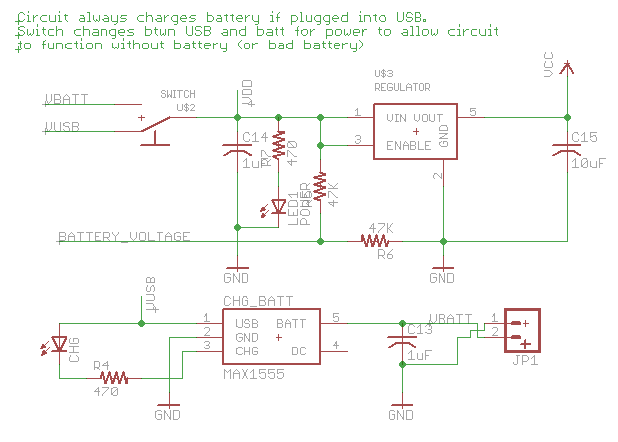 Circuit always charges battery if plugged into USB.
Switch changes btwn USB and batt for power to allow circuit
to function without battery (or bad battery)
VBATT
VUSB
SWITCH
U$2
VDD
U$3
REGULATOR
VIN VOUT
ENABLE
GND
1
3
5
2
VCC
C14
1uF
470
LED1
POWER
47K
C15
10uF
BATTERY_VOLTAGE
47K
R6
GND
GND
VUSB
CHG_BATT
USB BATT
GND
CHG DC
1
2
3
5
4
MAX1555
CHG
R4
470
GND
C13
1uF
VBATT
GND
1
2
JP1